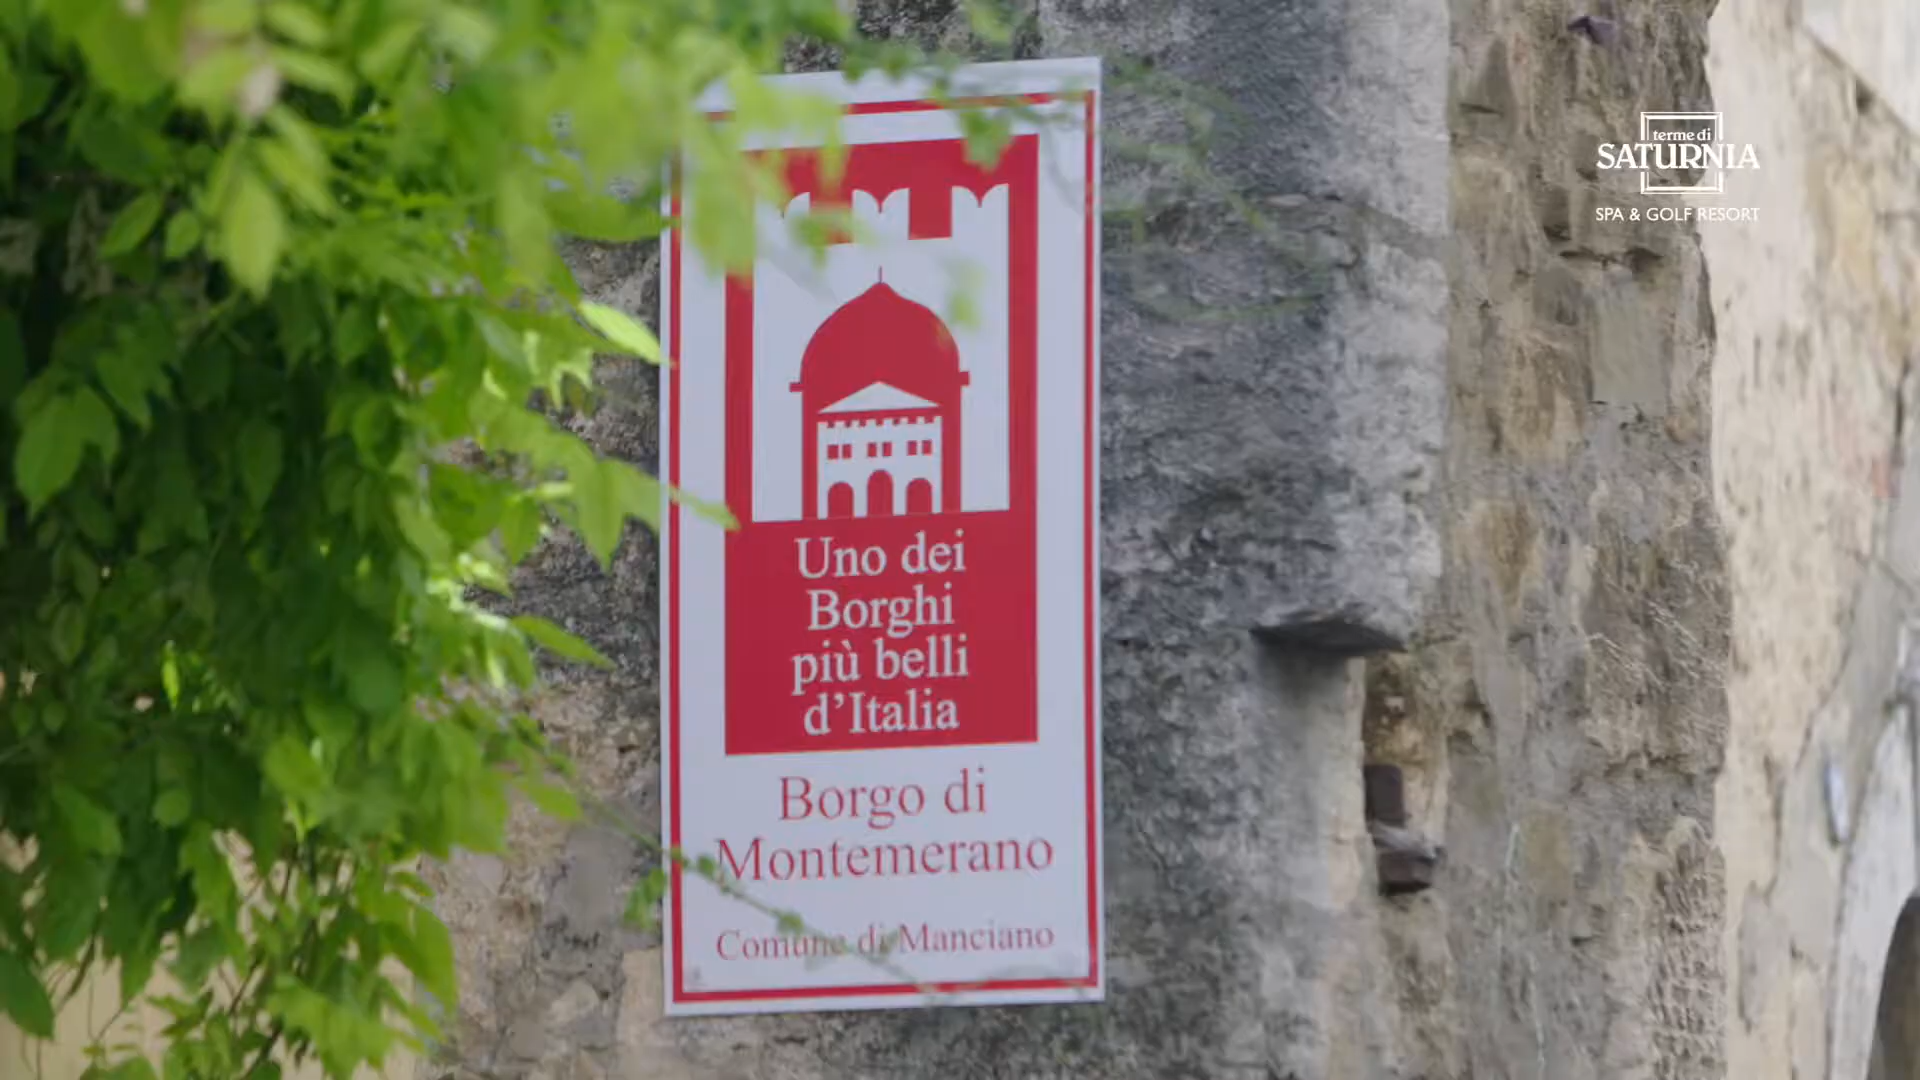 terme di
SATURNIA
SPA & GOLF RESORT
Uno dei
Borghi
più belli
d'Italia
Borgo di
Montemerano
Comune di Manciano